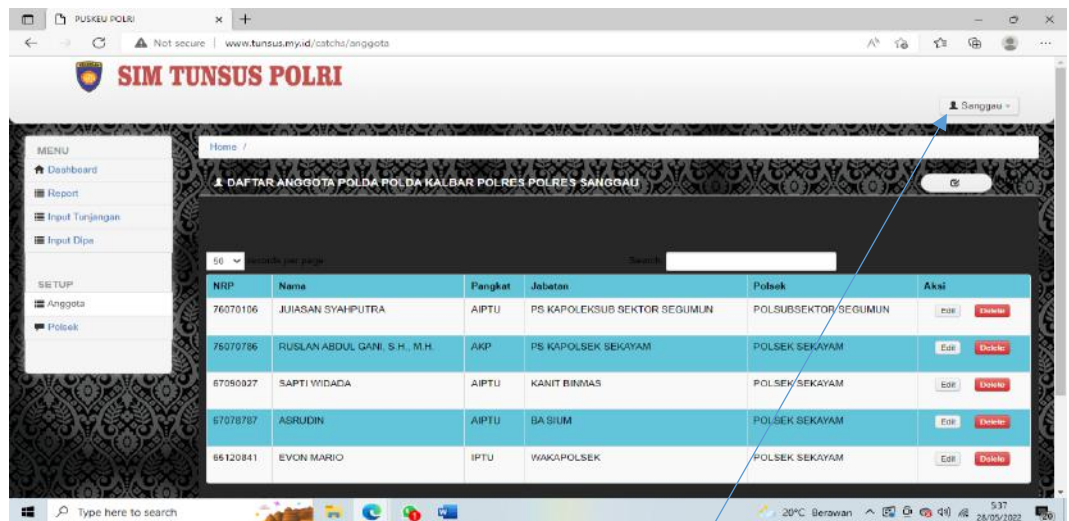 PUSKEU POLRI
Not secure | www.tunsus.my.id/catchs/anggota
SIM TUNSUS POLRI
Sanggau
MENU
Dashboard
Report
Input Tunjangan
Input Dipa
SETUP
Anggota
Polsek
Home /
DAFTAR ANGGOTA POLDA POLDA KALBAR POLRES POLRES SANGGAU
50 records per page
Search
NRP Nama Pangkat Jabatan Polsek Aksi
76070106 JUIASAN SYAHPUTRA AIPTU PS KAPOLEKSUB SEKTOR SEGUMUN POLSUBSEKTOR SEGUMUN Edit Delete
76070786 RUSLAN ABDUL GANI, S.H., M.H. AKP PS KAPOLSEK SEKAYAM POLSEK SEKAYAM Edit Delete
67090027 SAPTI WIDADA AIPTU KANIT BINMAS POLSEK SEKAYAM Edit Delete
67078787 ASRUDIN AIPTU BA SIUM POLSEK SEKAYAM Edit Delete
66120841 EVON MARIO IPTU WAKAPOLSEK POLSEK SEKAYAM Edit Delete
Type here to search
20°C Berawan
5:37
28/05/2022